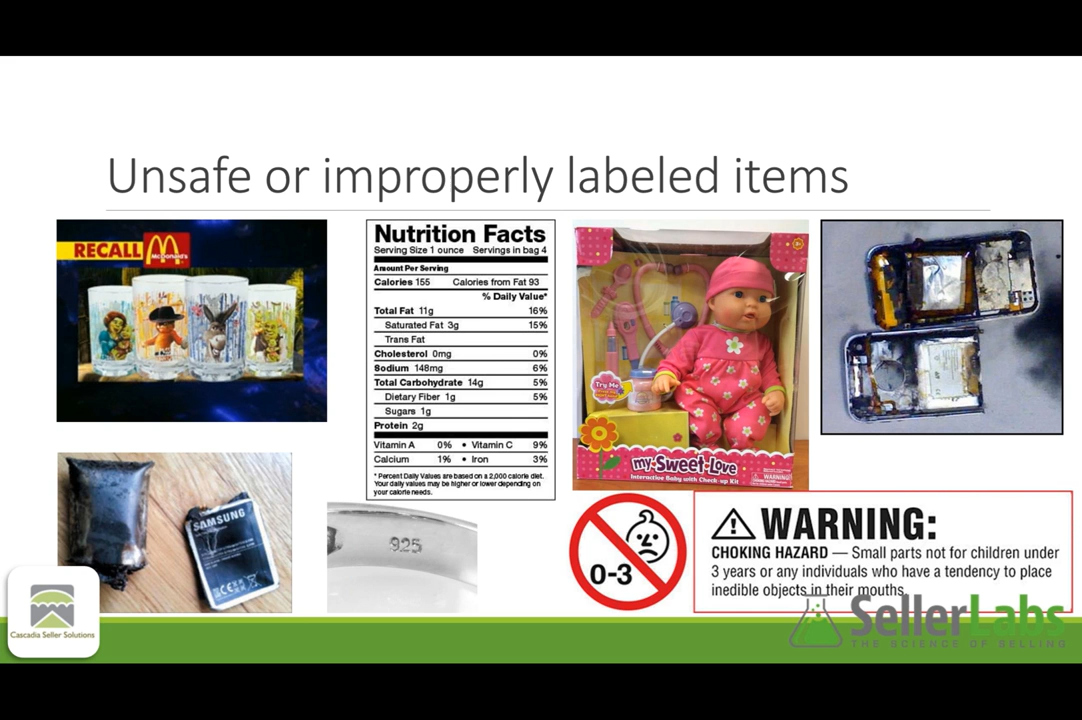 Unsafe or improperly labeled items
RECALL
McDonald's
Nutrition Facts
Serving Size 1 ounce Servings in bag 4
Amount Per Serving
Calories 155 Calories from Fat 93
% Daily Value*
Total Fat 11g 16%
Saturated Fat 3g 15%
Trans Fat
Cholesterol 0mg 0%
Sodium 148mg 6%
Total Carbohydrate 14g 5%
Dietary Fiber 1g 5%
Sugars 1g
Protein 2g
Vitamin A 0% • Vitamin C 9%
Calcium 1% • Iron 3%
* Percent Daily Values are based on a 2,000 calorie diet.
Your daily values may be higher or lower depending on
your calorie needs.
Try Me
my-Sweet-Love
Interactive Baby with Check-up Kit
WARNING
SAMSUNG
925
0-3
WARNING:
CHOKING HAZARD — Small parts not for children under
3 years or any individuals who have a tendency to place
inedible objects in their mouths.
Cascadia Seller Solutions
SellerLabs
THE SCIENCE OF SELLING